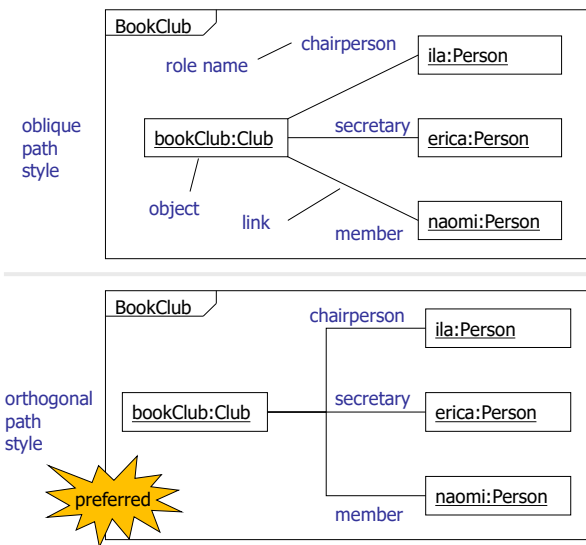 BookClub
chairperson
role name
ila:Person
oblique
path
style
bookClub:Club
secretary
erica:Person
object
link
member
naomi:Person
BookClub
chairperson
ila:Person
orthogonal
path
style
bookClub:Club
secretary
erica:Person
preferred
member
naomi:Person